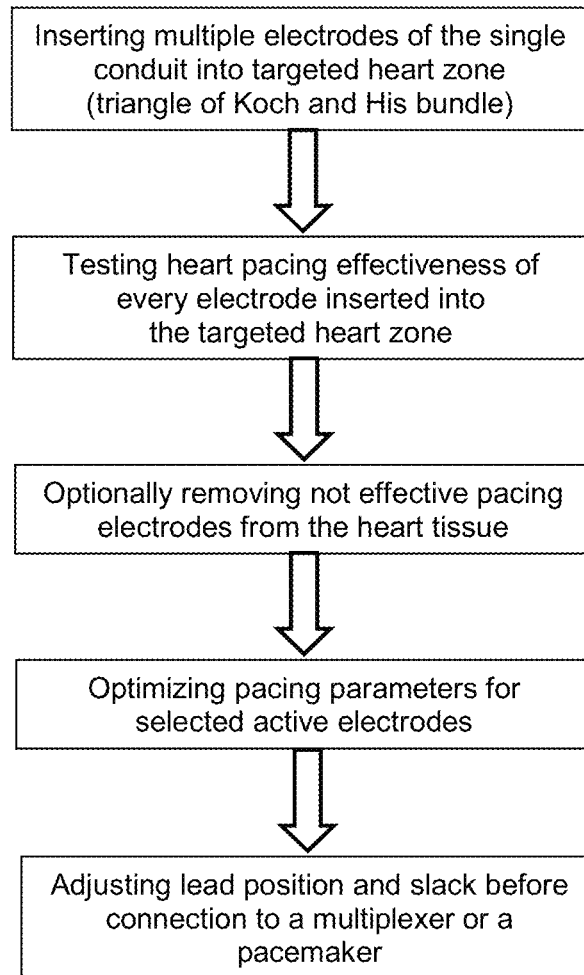 Inserting multiple electrodes of the single
conduit into targeted heart zone
(triangle of Koch and His bundle)
Testing heart pacing effectiveness of
every electrode inserted into
the targeted heart zone
Optionally removing not effective pacing
electrodes from the heart tissue
Optimizing pacing parameters for
selected active electrodes
Adjusting lead position and slack before
connection to a multiplexer or a
pacemaker